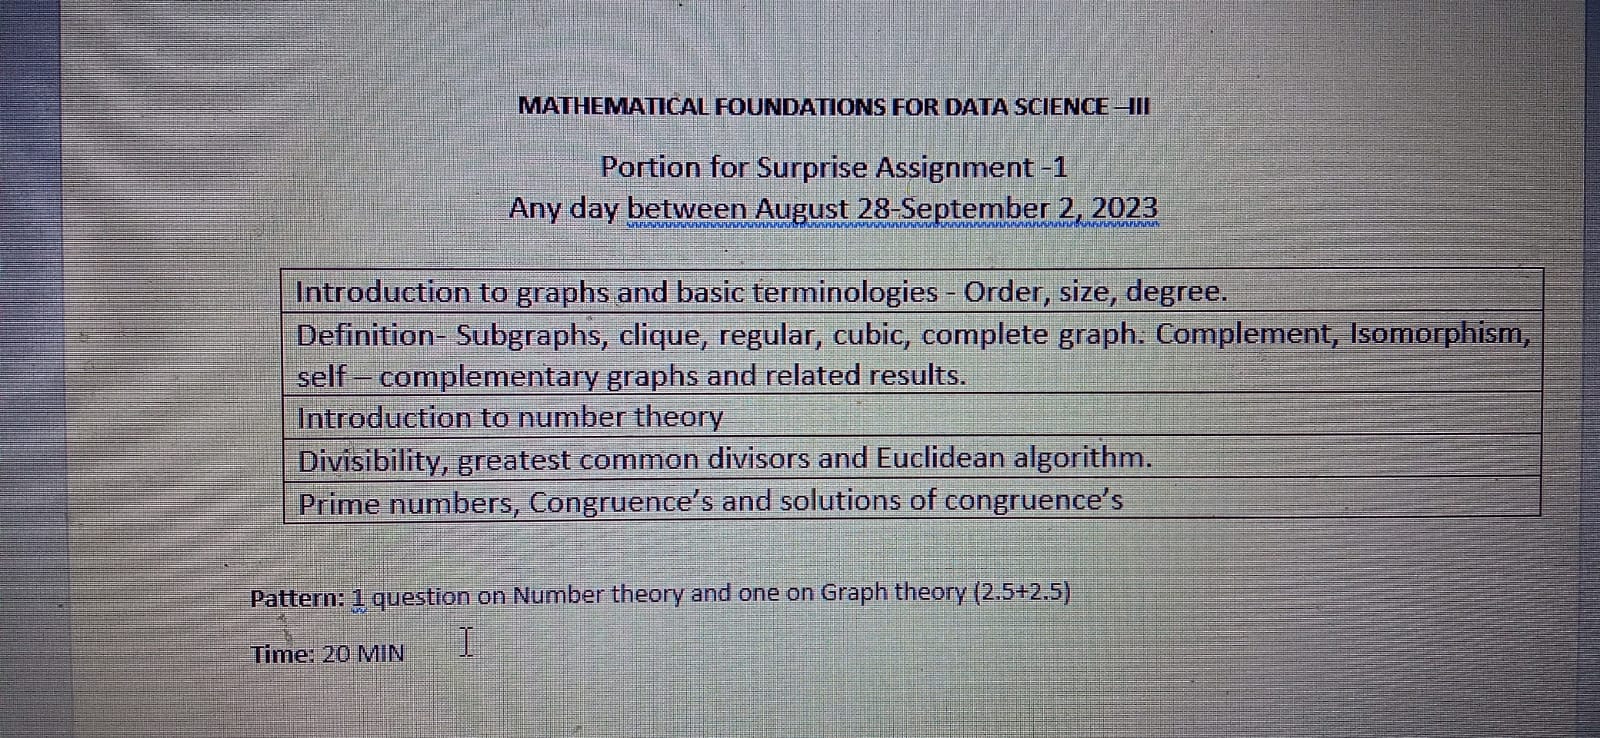 MATHEMATICAL FOUNDATIONS FOR DATA SCIENCE –III
Portion for Surprise Assignment -1
Any day between August 28-September 2, 2023
Introduction to graphs and basic terminologies - Order, size, degree.
Definition- Subgraphs, clique, regular, cubic, complete graph. Complement, Isomorphism,
self – complementary graphs and related results.
Introduction to number theory
Divisibility, greatest common divisors and Euclidean algorithm.
Prime numbers, Congruence's and solutions of congruence's
Pattern: 1 question on Number theory and one on Graph theory (2.5+2.5)
Time: 20 MIN